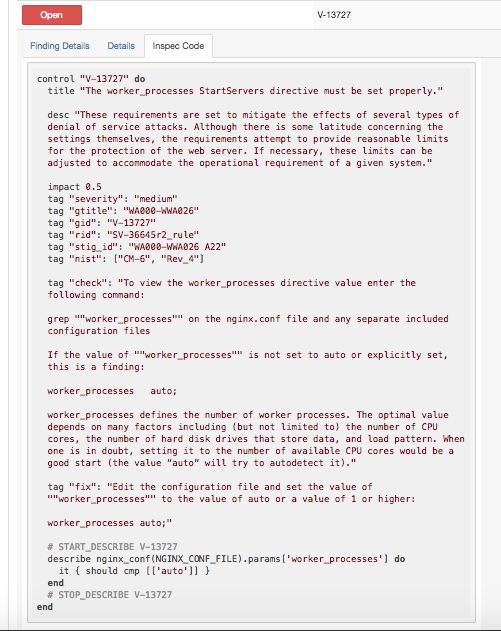 Open V-13727
Finding Details Details Inspec Code
control "V-13727" do
title "The worker_processes StartServers directive must be set properly."
desc "These requirements are set to mitigate the effects of several types of
denial of service attacks. Although there is some latitude concerning the
settings themselves, the requirements attempt to provide reasonable limits
for the protection of the web server. If necessary, these limits can be
adjusted to accommodate the operational requirement of a given system."
impact 0.5
tag "severity": "medium"
tag "gtitle": "WA000-WWA026"
tag "gid": "V-13727"
tag "rid": "SV-36645r2_rule"
tag "stig_id": "WA000-WWA026 A22"
tag "nist": ["CM-6", "Rev_4"]
tag "check": "To view the worker_processes directive value enter the
following command:
grep ""worker_processes"" on the nginx.conf file and any separate included
configuration files
If the value of ""worker_processes"" is not set to auto or explicitly set,
this is a finding:
worker_processes   auto;
worker_processes defines the number of worker processes. The optimal value
depends on many factors including (but not limited to) the number of CPU
cores, the number of hard disk drives that store data, and load pattern. When
one is in doubt, setting it to the number of available CPU cores would be a
good start (the value “auto” will try to autodetect it)."
tag "fix": "Edit the configuration file and set the value of
""worker_processes"" to the value of auto or a value of 1 or higher:
worker_processes auto;"
# START_DESCRIBE V-13727
describe nginx_conf(NGINX_CONF_FILE).params['worker_processes'] do
it { should cmp [['auto']] }
end
# STOP_DESCRIBE V-13727
end